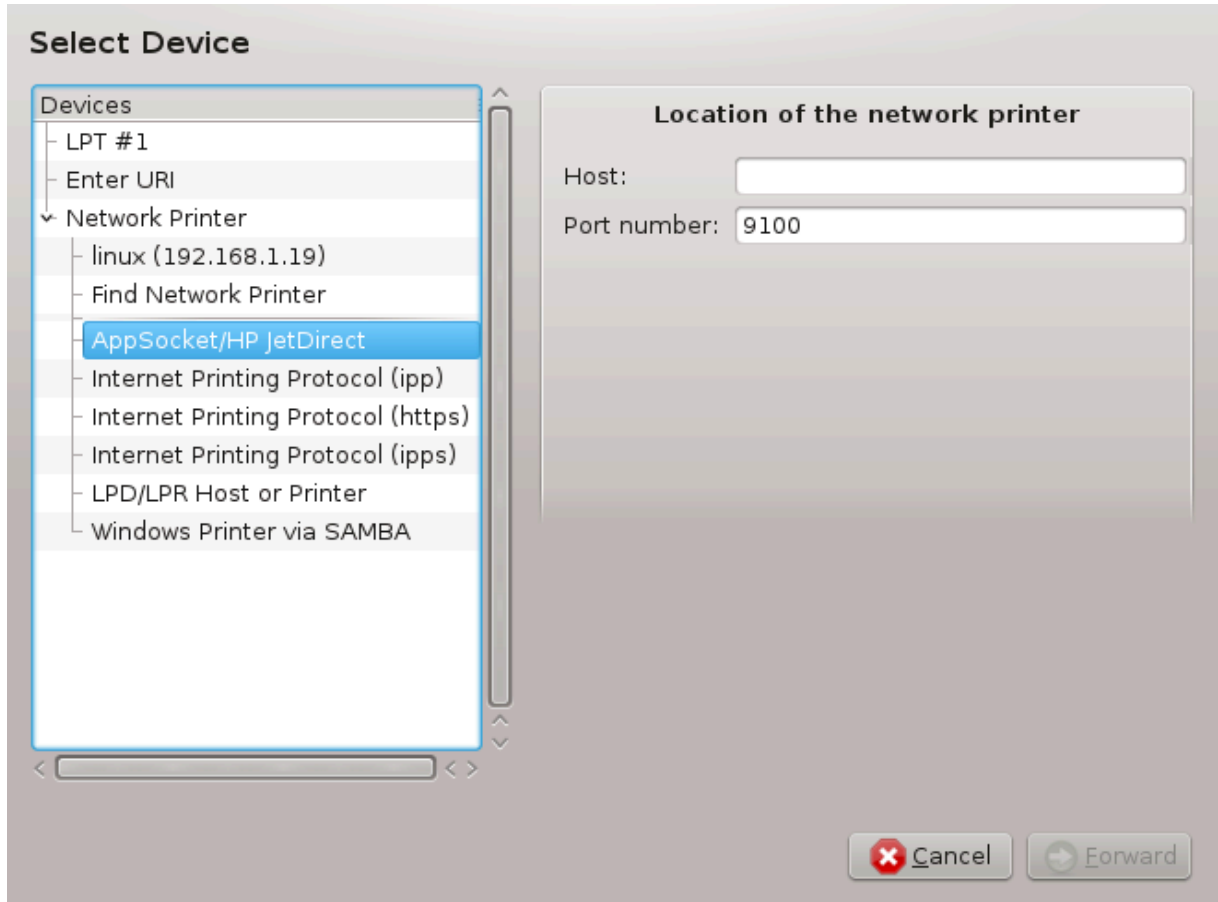 Select Device
Devices
LPT #1
Enter URI
Network Printer
linux (192.168.1.19)
Find Network Printer
AppSocket/HP JetDirect
Internet Printing Protocol (ipp)
Internet Printing Protocol (https)
Internet Printing Protocol (ipps)
LPD/LPR Host or Printer
Windows Printer via SAMBA
Location of the network printer
Host:
Port number: 9100
Cancel
Forward